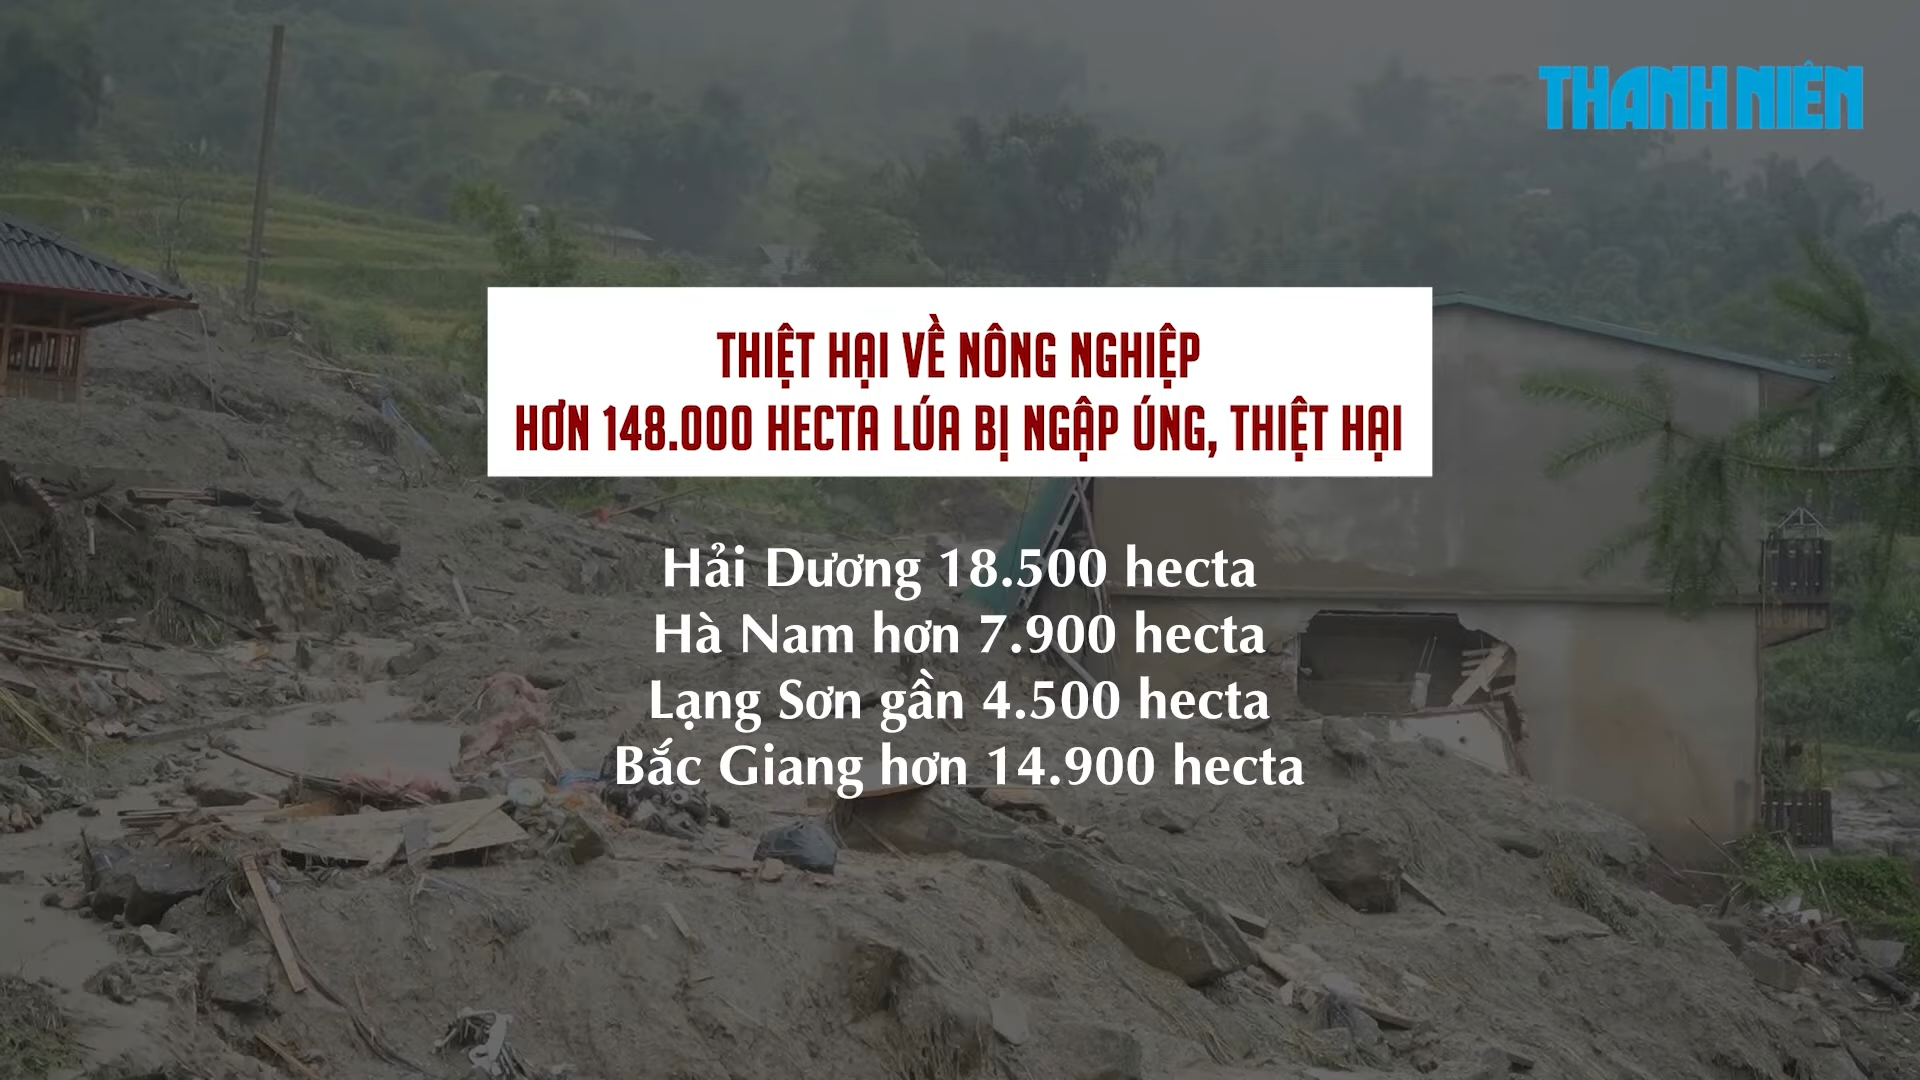 THANH NIÊN
THIỆT HẠI VỀ NÔNG NGHIỆP
HƠN 148.000 HECTA LÚA BỊ NGẬP ÚNG, THIỆT HẠI
Hải Dương 18.500 hecta
Hà Nam hơn 7.900 hecta
Lạng Sơn gần 4.500 hecta
Bắc Giang hơn 14.900 hecta